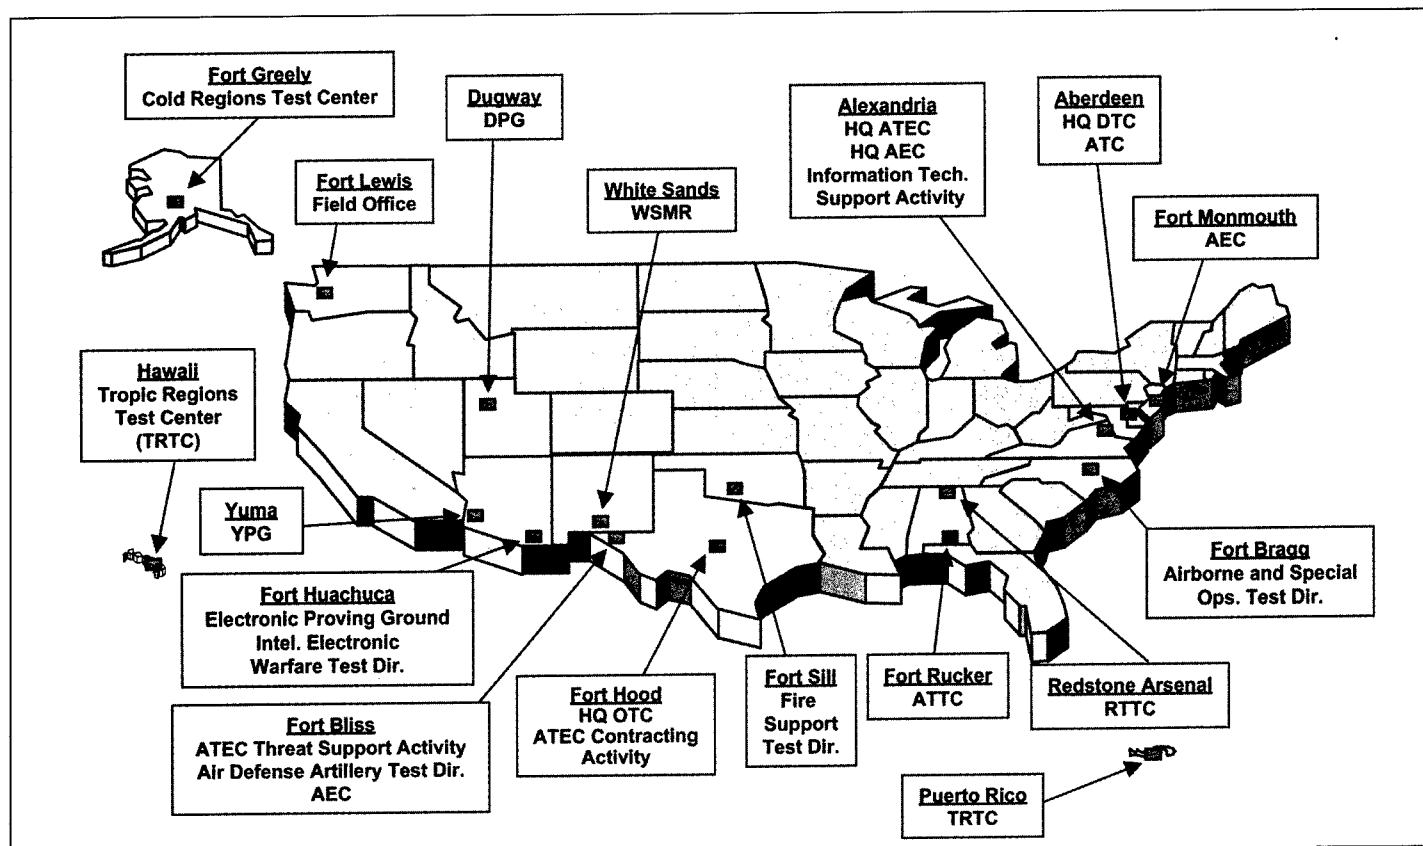 Fort Greely
Cold Regions Test Center
Dugway
DPG
Fort Lewis
Field Office
White Sands
WSMR
Alexandria
HQ ATEC
HQ AEC
Information Tech.
Support Activity
Aberdeen
HQ DTC
ATC
Fort Monmouth
AEC
Hawaii
Tropic Regions
Test Center
(TRTC)
Yuma
YPG
Fort Huachuca
Electronic Proving Ground
Intel. Electronic
Warfare Test Dir.
Fort Bliss
ATEC Threat Support Activity
Air Defense Artillery Test Dir.
AEC
Fort Hood
HQ OTC
ATEC Contracting
Activity
Fort Sill
Fire
Support
Test Dir.
Fort Rucker
ATTC
Redstone Arsenal
RTTC
Fort Bragg
Airborne and Special
Ops. Test Dir.
Puerto Rico
TRTC